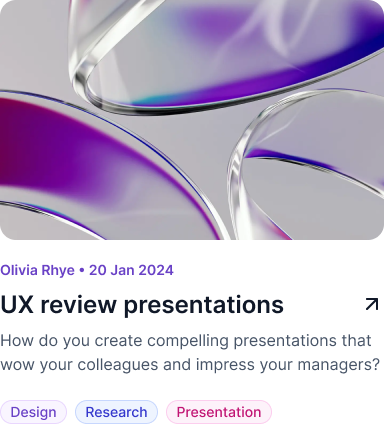 Olivia Rhye • 20 Jan 2024
UX review presentations
How do you create compelling presentations that
wow your colleagues and impress your managers?
Design Research Presentation